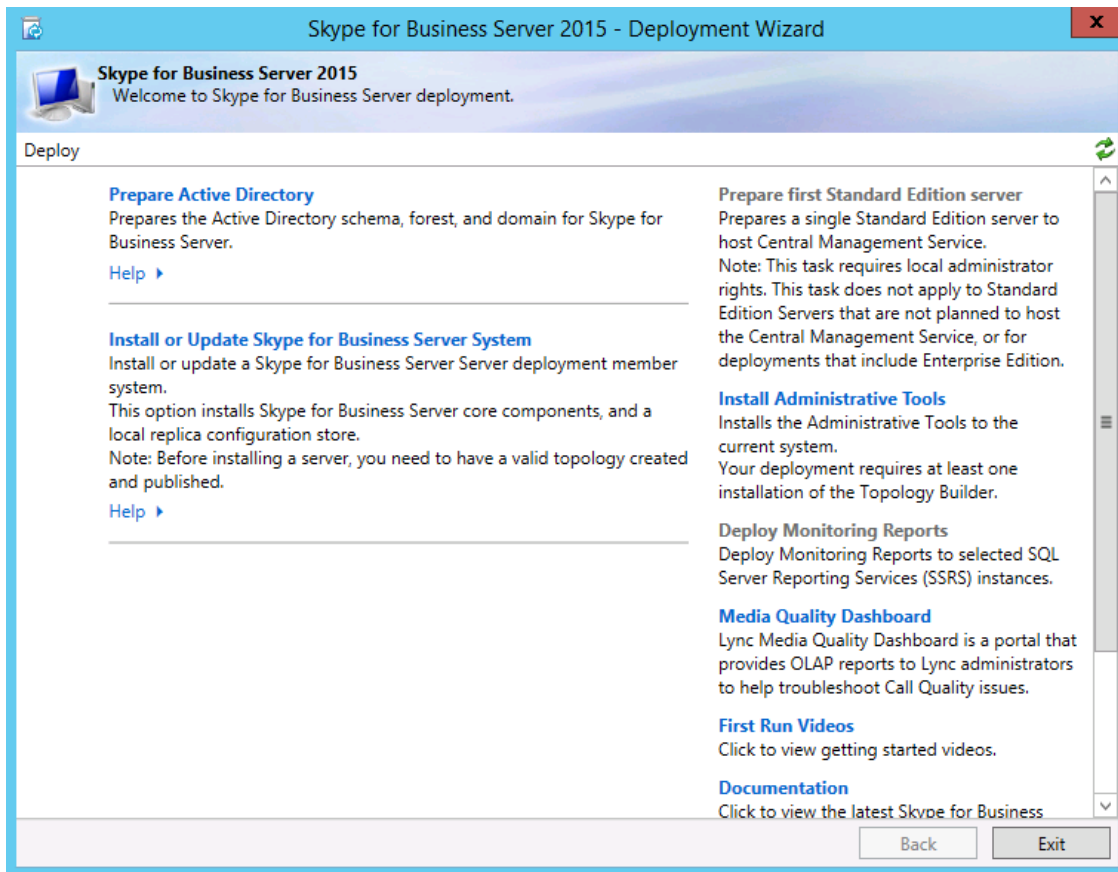 Skype for Business Server 2015 - Deployment Wizard
x
Skype for Business Server 2015
Welcome to Skype for Business Server deployment.
Deploy
Prepare Active Directory
Prepares the Active Directory schema, forest, and domain for Skype for
Business Server.
Help
Install or Update Skype for Business Server System
Install or update a Skype for Business Server Server deployment member
system.
This option installs Skype for Business Server core components, and a
local replica configuration store.
Note: Before installing a server, you need to have a valid topology created
and published.
Help
Prepare first Standard Edition server
Prepares a single Standard Edition server to
host Central Management Service.
Note: This task requires local administrator
rights. This task does not apply to Standard
Edition Servers that are not planned to host
the Central Management Service, or for
deployments that include Enterprise Edition.
Install Administrative Tools
Installs the Administrative Tools to the
current system.
Your deployment requires at least one
installation of the Topology Builder.
Deploy Monitoring Reports
Deploy Monitoring Reports to selected SQL
Server Reporting Services (SSRS) instances.
Media Quality Dashboard
Lync Media Quality Dashboard is a portal that
provides OLAP reports to Lync administrators
to help troubleshoot Call Quality issues.
First Run Videos
Click to view getting started videos.
Documentation
Click to view the latest Skype for Business
Back
Exit